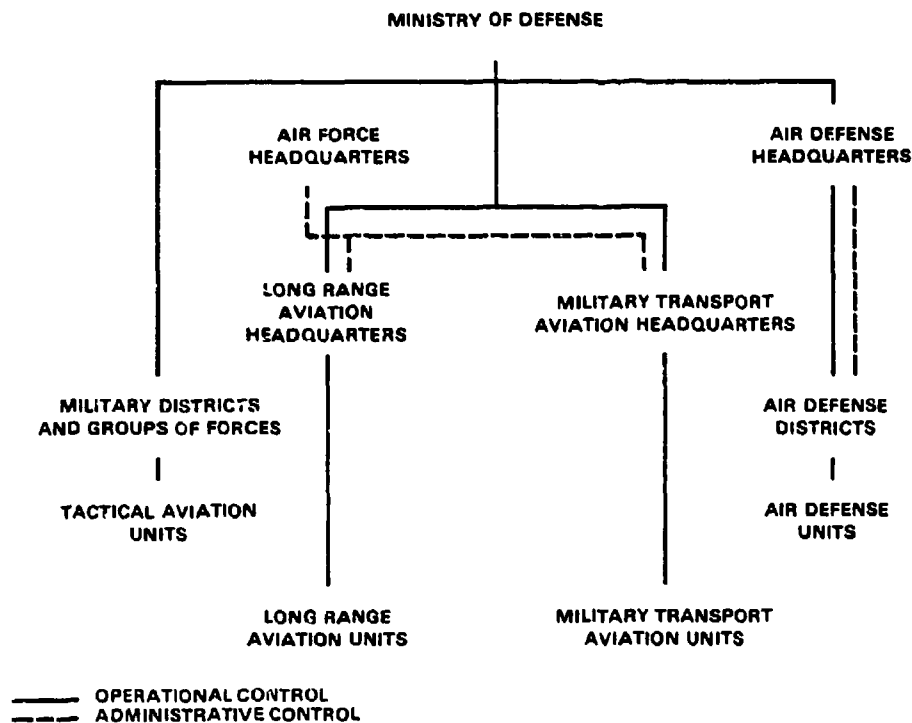 MINISTRY OF DEFENSE
AIR FORCE
HEADQUARTERS
AIR DEFENSE
HEADQUARTERS
LONG RANGE
AVIATION
HEADQUARTERS
MILITARY TRANSPORT
AVIATION HEADQUARTERS
MILITARY DISTRICTS
AND GROUPS OF FORCES
AIR DEFENSE
DISTRICTS
TACTICAL AVIATION
UNITS
AIR DEFENSE
UNITS
LONG RANGE
AVIATION UNITS
MILITARY TRANSPORT
AVIATION UNITS
OPERATIONAL CONTROL
ADMINISTRATIVE CONTROL